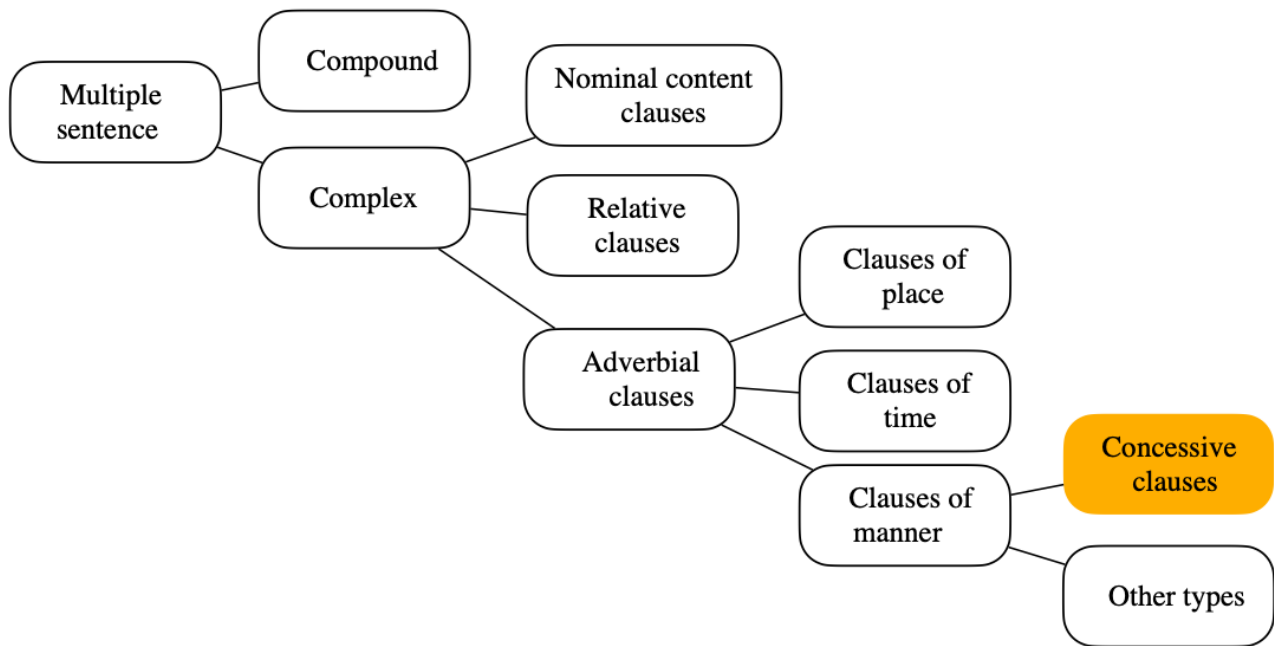 Multiple
sentence
Compound
Complex
Nominal content
clauses
Relative
clauses
Adverbial
clauses
Clauses of
place
Clauses of
time
Clauses of
manner
Concessive
clauses
Other types